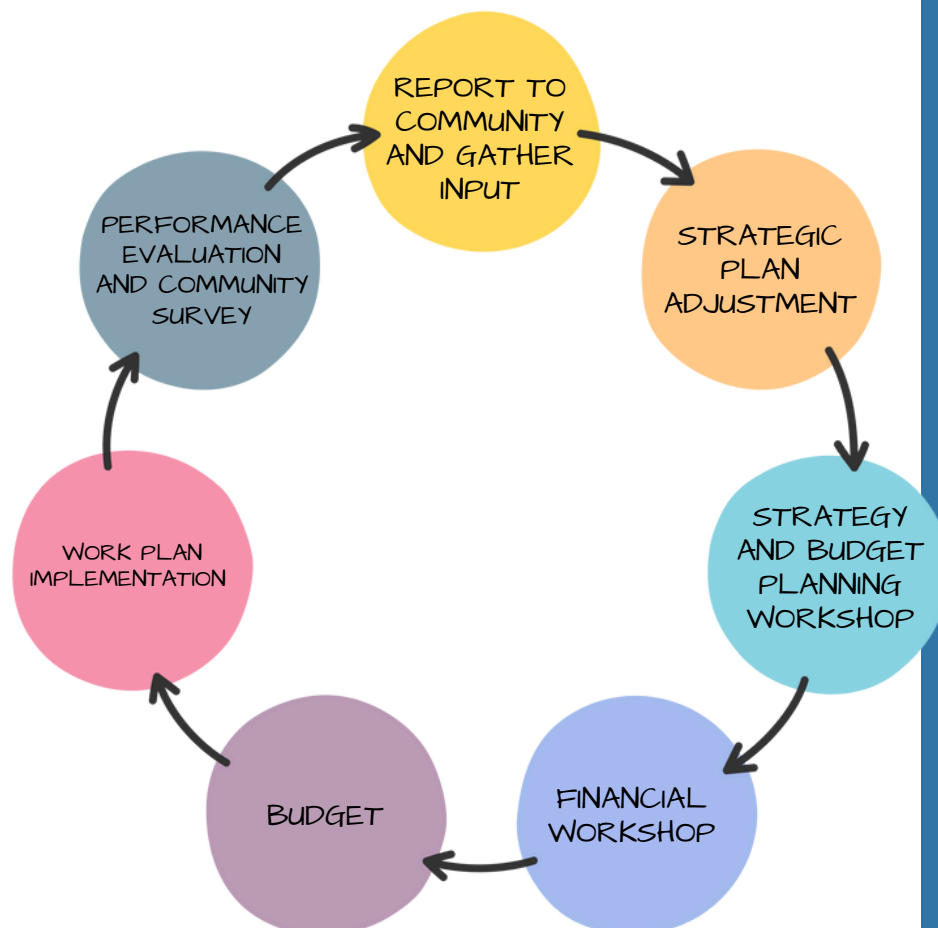 REPORT TO
COMMUNITY
AND GATHER
INPUT
STRATEGIC
PLAN
ADJUSTMENT
STRATEGY
AND BUDGET
PLANNING
WORKSHOP
FINANCIAL
WORKSHOP
BUDGET
WORK PLAN
IMPLEMENTATION
PERFORMANCE
EVALUATION
AND COMMUNITY
SURVEY